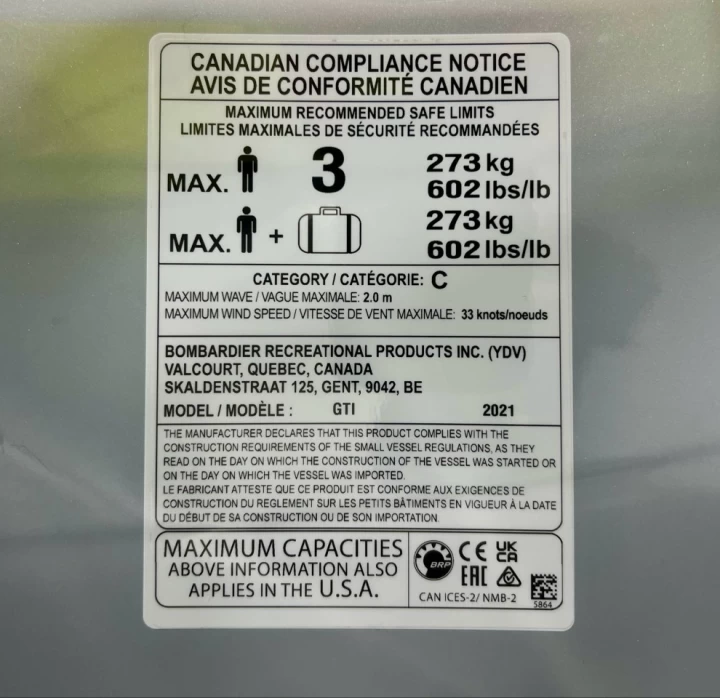 CANADIAN COMPLIANCE NOTICE
AVIS DE CONFORMITÉ CANADIEN
MAXIMUM RECOMMENDED SAFE LIMITS
LIMITES MAXIMALES DE SÉCURITÉ RECOMMANDÉES
MAX. 3 273 kg
602 lbs/lb
MAX. + 273 kg
602 lbs/lb
CATEGORY / CATÉGORIE: C
MAXIMUM WAVE / VAGUE MAXIMALE: 2.0 m
MAXIMUM WIND SPEED / VITESSE DE VENT MAXIMALE: 33 knots/noeuds
BOMBARDIER RECREATIONAL PRODUCTS INC. (YDV)
VALCOURT, QUEBEC, CANADA
SKALDENSTRAAT 125, GENT, 9042, BE
MODEL / MODÈLE : GTI 2021
THE MANUFACTURER DECLARES THAT THIS PRODUCT COMPLIES WITH THE
CONSTRUCTION REQUIREMENTS OF THE SMALL VESSEL REGULATIONS, AS THEY
READ ON THE DAY ON WHICH THE CONSTRUCTION OF THE VESSEL WAS STARTED OR
ON THE DAY ON WHICH THE VESSEL WAS IMPORTED.
LE FABRICANT ATTESTE QUE CE PRODUIT EST CONFORME AUX EXIGENCES DE
CONSTRUCTION DU REGLEMENT SUR LES PETITS BÂTIMENTS EN VIGUEUR À LA DATE
DU DÉBUT DE SA CONSTRUCTION OU DE SON IMPORTATION.
MAXIMUM CAPACITIES
ABOVE INFORMATION ALSO
APPLIES IN THE U.S.A.
BRP CE UK
CA
EAC
CAN ICES-2/ NMB-2
5864